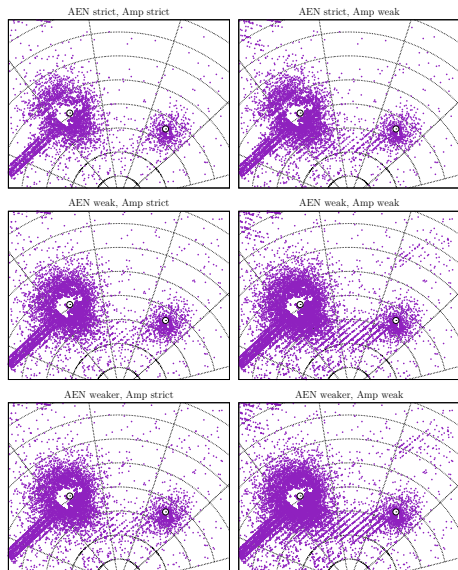 AEN strict, Amp strict
AEN strict, Amp weak
AEN weak, Amp strict
AEN weak, Amp weak
AEN weaker, Amp strict
AEN weaker, Amp weak